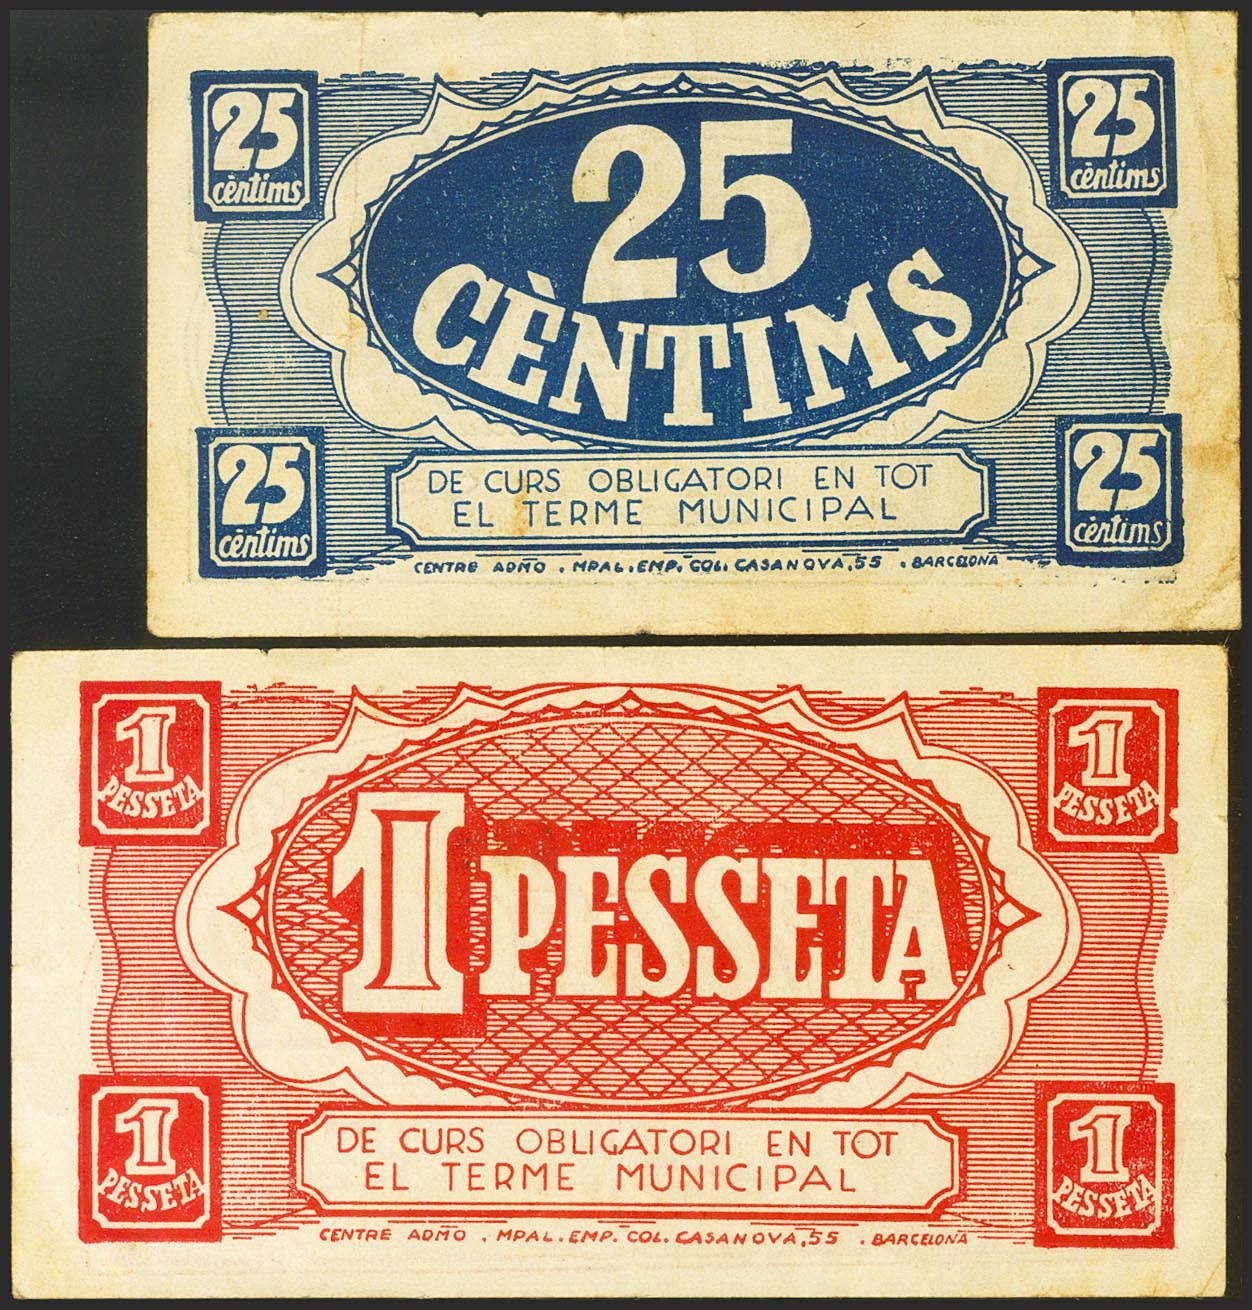 25
cèntims
25
cèntims
25
CÈNTIMS
25
cèntims
25
cèntims
DE CURS OBLIGATORI EN TOT
EL TERME MUNICIPAL
CENTRE ADMO . MPAL . EMP. COL. CASANOVA, 55 . BARCELONA
1
PESSETA
1
PESSETA
1 PESSETA
1
PESSETA
1
PESSETA
DE CURS OBLIGATORI EN TOT
EL TERME MUNICIPAL
CENTRE ADMO . MPAL . EMP. COL. CASANOVA, 55 . BARCELONA